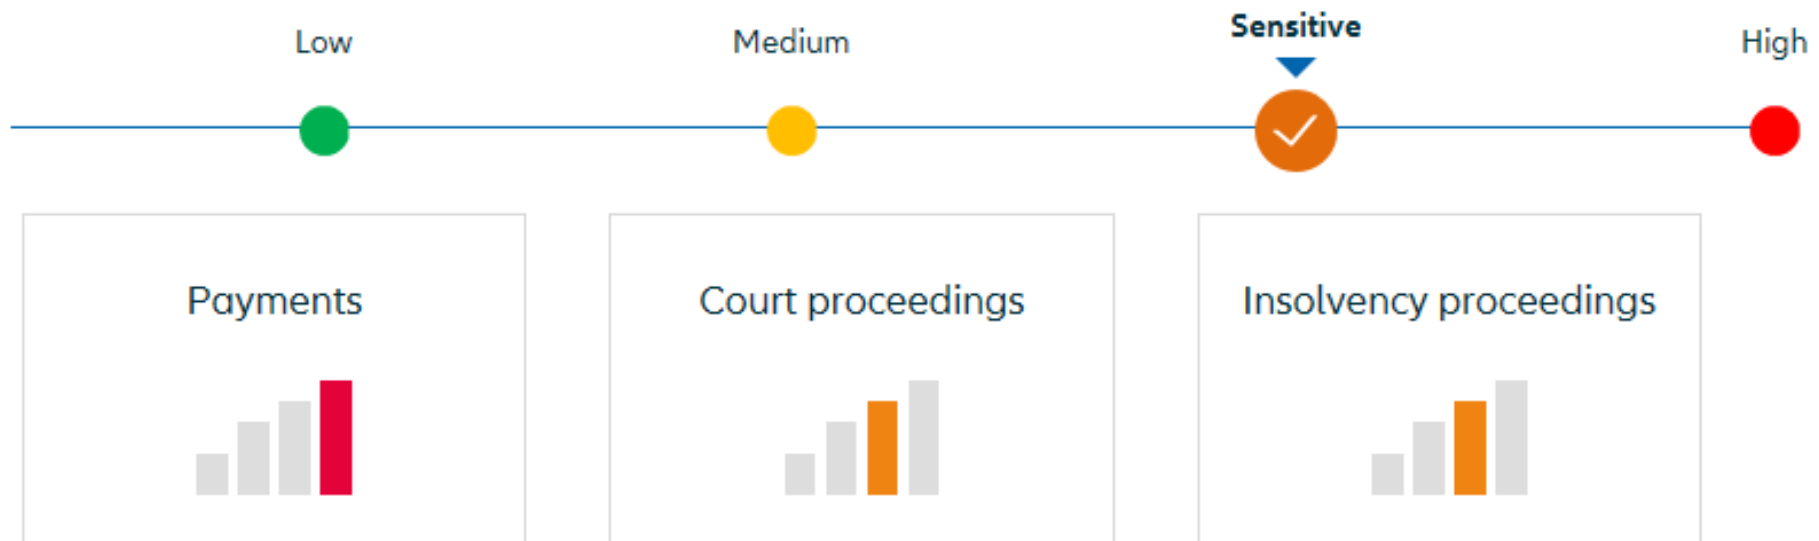 Low
Medium
Sensitive
High
Payments
Court proceedings
Insolvency proceedings